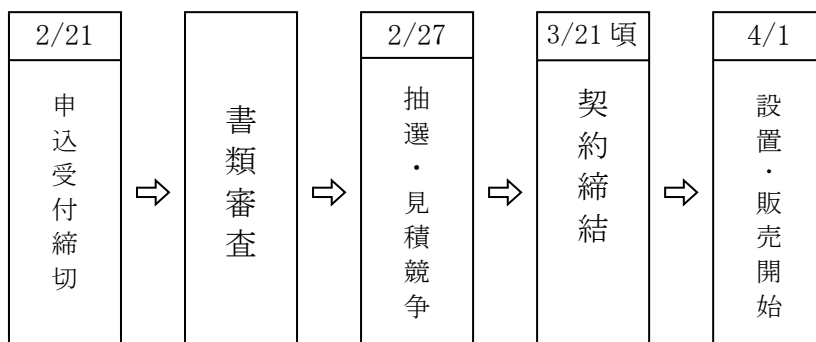 2/21
申込受付締切
書類審査
2/27
抽選・見積競争
3/21頃
契約締結
4/1
設置・販売開始